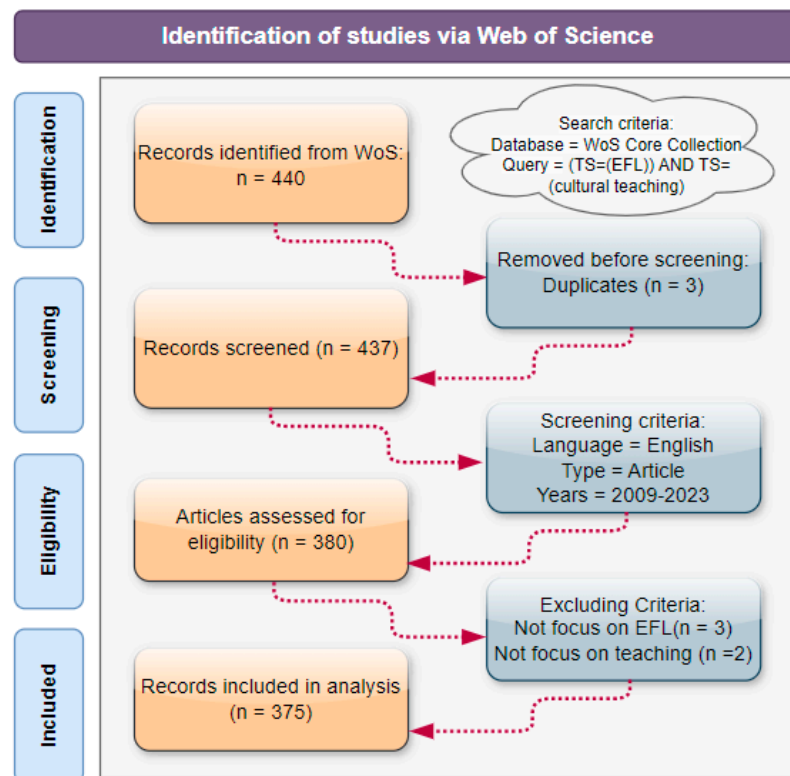 Identification of studies via Web of Science
Identification
Records identified from WoS:
n = 440
Search criteria:
Database = WoS Core Collection
Query = (TS=(EFL)) AND TS=
(cultural teaching)
Removed before screening:
Duplicates (n = 3)
Screening
Records screened (n = 437)
Screening criteria:
Language = English
Type = Article
Years = 2009-2023
Eligibility
Articles assessed for
eligibility (n = 380)
Excluding Criteria:
Not focus on EFL(n = 3)
Not focus on teaching (n =2)
Included
Records included in analysis
(n = 375)